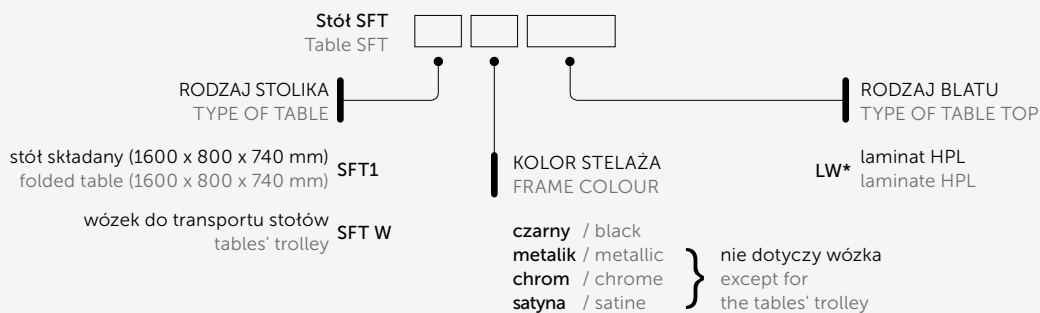 Stół SFT
Table SFT
RODZAJ STOLIKA
TYPE OF TABLE
stół składany (1600 x 800 x 740 mm) SFT1
folded table (1600 x 800 x 740 mm)
wózek do transportu stołów SFT W
tables' trolley
KOLOR STELAŻA
FRAME COLOUR
czarny / black
metalik / metallic
chrom / chrome
satyna / satine
nie dotyczy wózka
except for
the tables' trolley
RODZAJ BLATU
TYPE OF TABLE TOP
LW* laminat HPL
laminate HPL